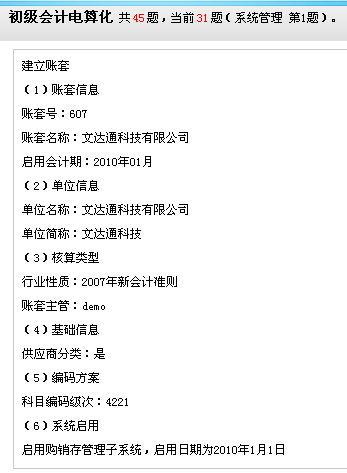 初级会计电算化 共45题，当前31题（系统管理 第1题）。
建立账套
（1）账套信息
账套号：607
账套名称：文达通科技有限公司
启用会计期：2010年01月
（2）单位信息
单位名称：文达通科技有限公司
单位简称：文达通科技
（3）核算类型
行业性质：2007年新会计准则
账套主管：demo
（4）基础信息
供应商分类：是
（5）编码方案
科目编码级次：4221
（6）系统启用
启用购销存管理子系统，启用日期为2010年1月1日